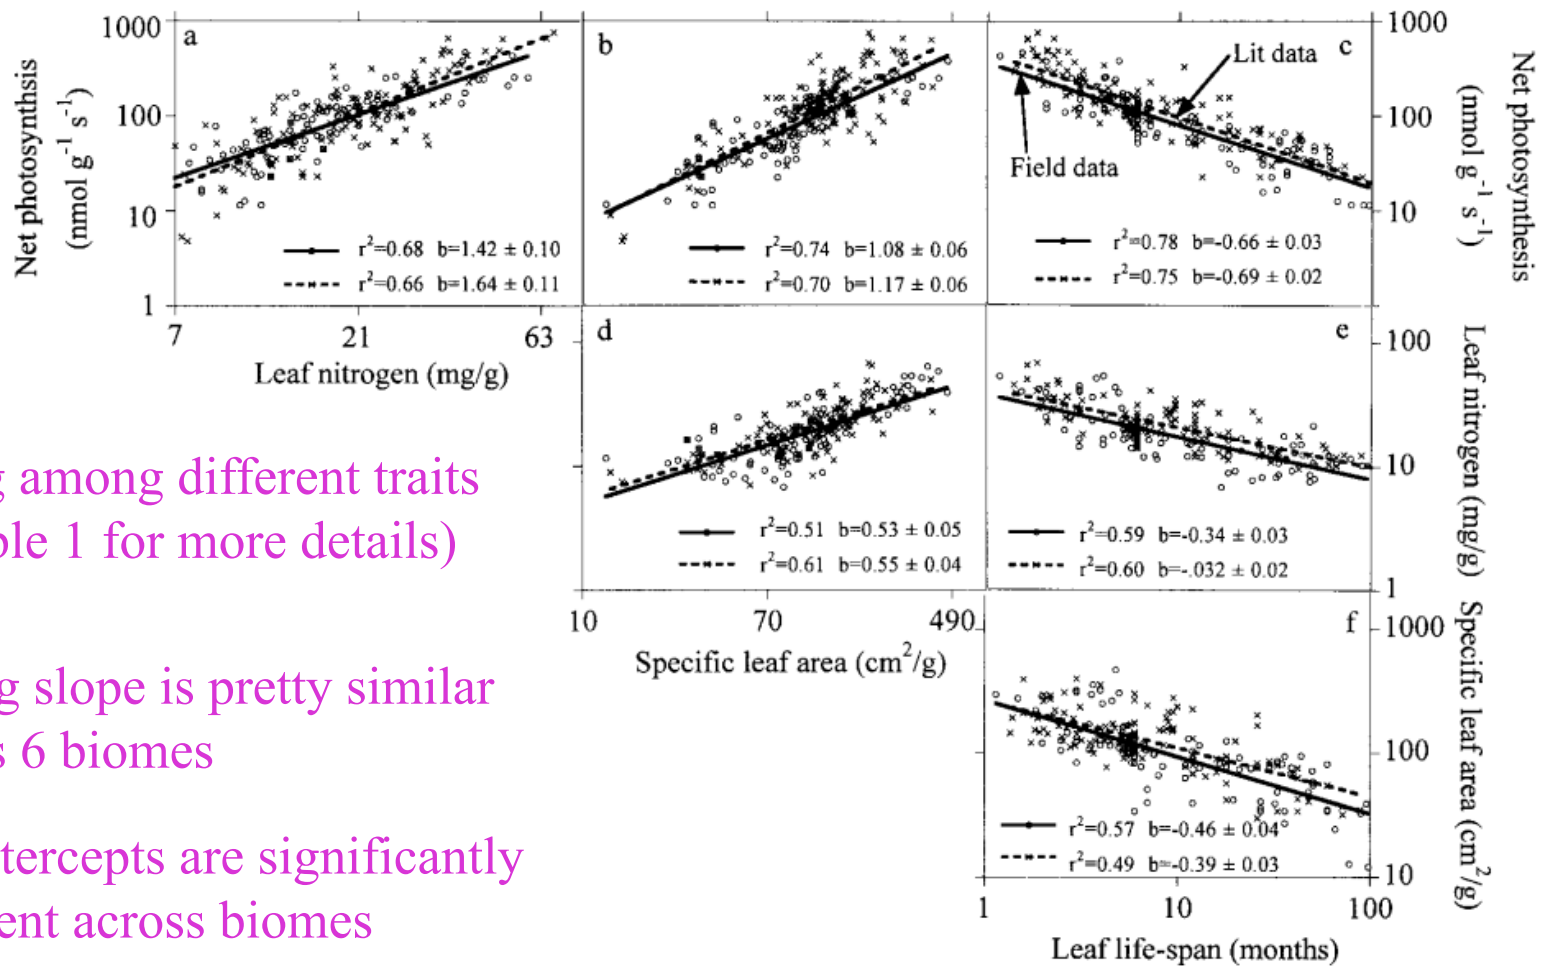 1000
100
10
1
Net photosynthsis
(nmol g⁻¹ s⁻¹)
a
r²=0.68 b=1.42 ± 0.10
r²=0.66 b=1.64 ± 0.11
7 21 63
Leaf nitrogen (mg/g)
b
r²=0.74 b=1.08 ± 0.06
r²=0.70 b=1.17 ± 0.06
c
Lit data
Field data
r²=0.78 b=-0.66 ± 0.03
r²=0.75 b=-0.69 ± 0.02
1000
100
10
Net photosynthesis
(nmol g⁻¹ s⁻¹)
d
r²=0.51 b=0.53 ± 0.05
r²=0.61 b=0.55 ± 0.04
10 70 490
Specific leaf area (cm²/g)
e
r²=0.59 b=-0.34 ± 0.03
r²=0.60 b=-.032 ± 0.02
100
10
1
Leaf nitrogen (mg/g)
f
r²=0.57 b=-0.46 ± 0.04
r²=0.49 b=-0.39 ± 0.03
1000
100
10
Specific leaf area (cm²/g)
1 10 100
Leaf life-span (months)
g among different traits
ble 1 for more details)
g slope is pretty similar
s 6 biomes
tercepts are significantly
ent across biomes